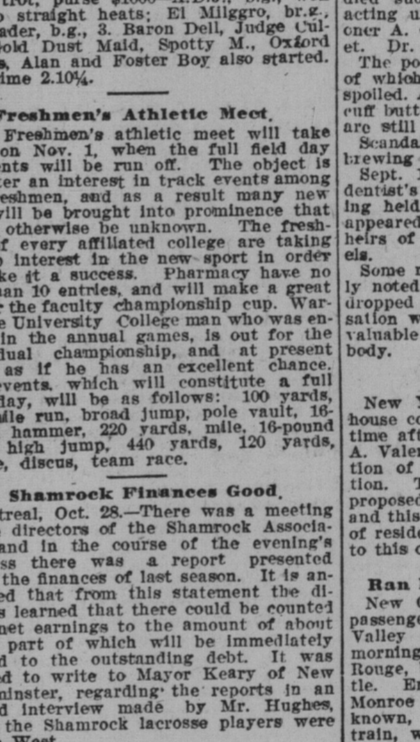 trot, purse $1000
straight heats; El Milggro, br.g.,
ader, b.g., 3. Baron Dell, Judge Cul-
old Dust Maid, Spotty M., Oxford
s, Alan and Foster Boy also started.
ime 2.10¼.
Freshmen's Athletic Meet.
Freshmen's athletic meet will take
on Nov. 1, when the full field day
nts will be run off. The object is
er an interest in track events among
eshmen, and as a result many new
will be brought into prominence that
otherwise be unknown. The fresh-
f every affiliated college are taking
interest in the new sport in order
ke it a success. Pharmacy have no
an 10 entries, and will make a great
r the faculty championship cup. War-
e University College man who was en-
in the annual games, is out for the
dual championship, and at present
as if he has an excellent chance.
events, which will constitute a full
day, will be as follows: 100 yards,
mile run, broad jump, pole vault, 16-
hammer, 220 yards, mile, 16-pound
high jump, 440 yards, 120 yards,
e, discus, team race.
Shamrock Finances Good.
treal, Oct. 28.—There was a meeting
directors of the Shamrock Associa-
and in the course of the evening's
ss there was a report presented
the finances of last season. It is an-
ed that from this statement the di-
s learned that there could be counted
net earnings to the amount of about
part of which will be immediately
d to the outstanding debt. It was
ed to write to Mayor Keary of New
minster, regarding the reports in an
d interview made by Mr. Hughes,
the Shamrock lacrosse players were
West
acting a
oner A.
et. Dr.
The po
of which
spoiled. A
cuff butt
are still
Scanda
brewing
Sept. 1
dentist's
ing held
appeared
heirs of
els.
Some r
ly noted
dropped
sation w
valuable
body.
New Y
house co
time aft
A. Valen
tion of
tion. T
proposed
and this
of reside
to this c
Ran
New
passenge
Valley
morning
Rouge,
tle. En
Monroe
known,
train, w